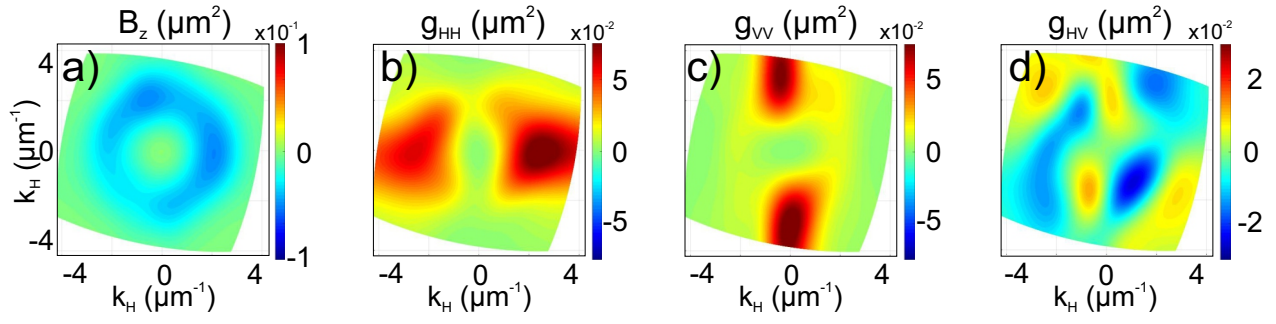 B_z (µm²)
g_HH (µm²)
g_VV (µm²)
g_HV (µm²)
x10⁻¹
x10⁻²
x10⁻²
x10⁻²
a)
b)
c)
d)
k_H (µm⁻¹)
4
0
-4
1
0
-1
5
0
-5
5
0
-5
2
0
-2
-4 0 4
-4 0 4
-4 0 4
-4 0 4
k_H (µm⁻¹)
k_H (µm⁻¹)
k_H (µm⁻¹)
k_H (µm⁻¹)